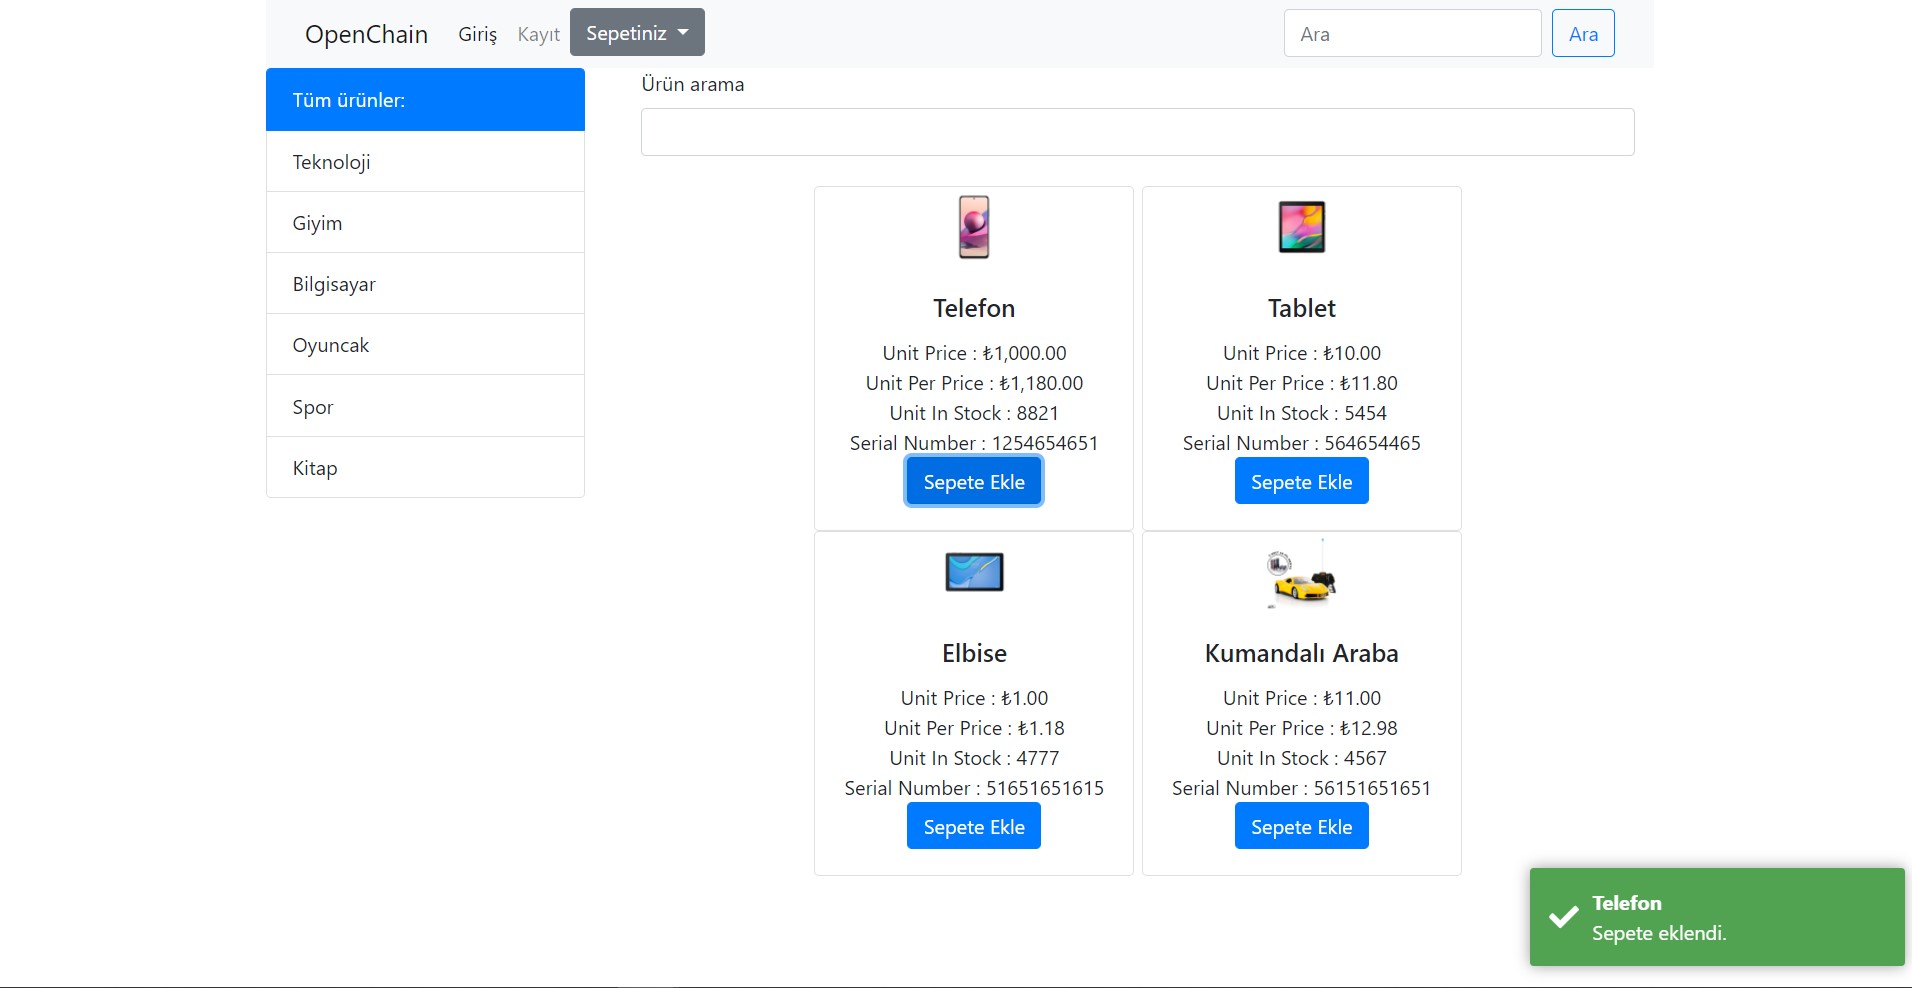 OpenChain Giriş Kayıt Sepetiniz Ara Ara
Tüm ürünler:
Teknoloji
Giyim
Bilgisayar
Oyuncak
Spor
Kitap
Ürün arama
Telefon
Unit Price : ₺1,000.00
Unit Per Price : ₺1,180.00
Unit In Stock : 8821
Serial Number : 1254654651
Sepete Ekle
Tablet
Unit Price : ₺10.00
Unit Per Price : ₺11.80
Unit In Stock : 5454
Serial Number : 564654465
Sepete Ekle
Elbise
Unit Price : ₺1.00
Unit Per Price : ₺1.18
Unit In Stock : 4777
Serial Number : 51651651615
Sepete Ekle
Kumandalı Araba
Unit Price : ₺11.00
Unit Per Price : ₺12.98
Unit In Stock : 4567
Serial Number : 56151651651
Sepete Ekle
Telefon
Sepete eklendi.